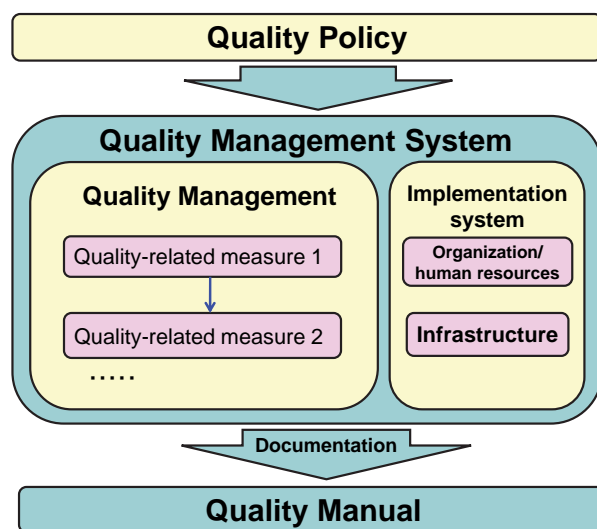 Quality Policy
Quality Management System
Quality Management
Quality-related measure 1
Quality-related measure 2
.....
Implementation
system
Organization/
human resources
Infrastructure
Documentation
Quality Manual